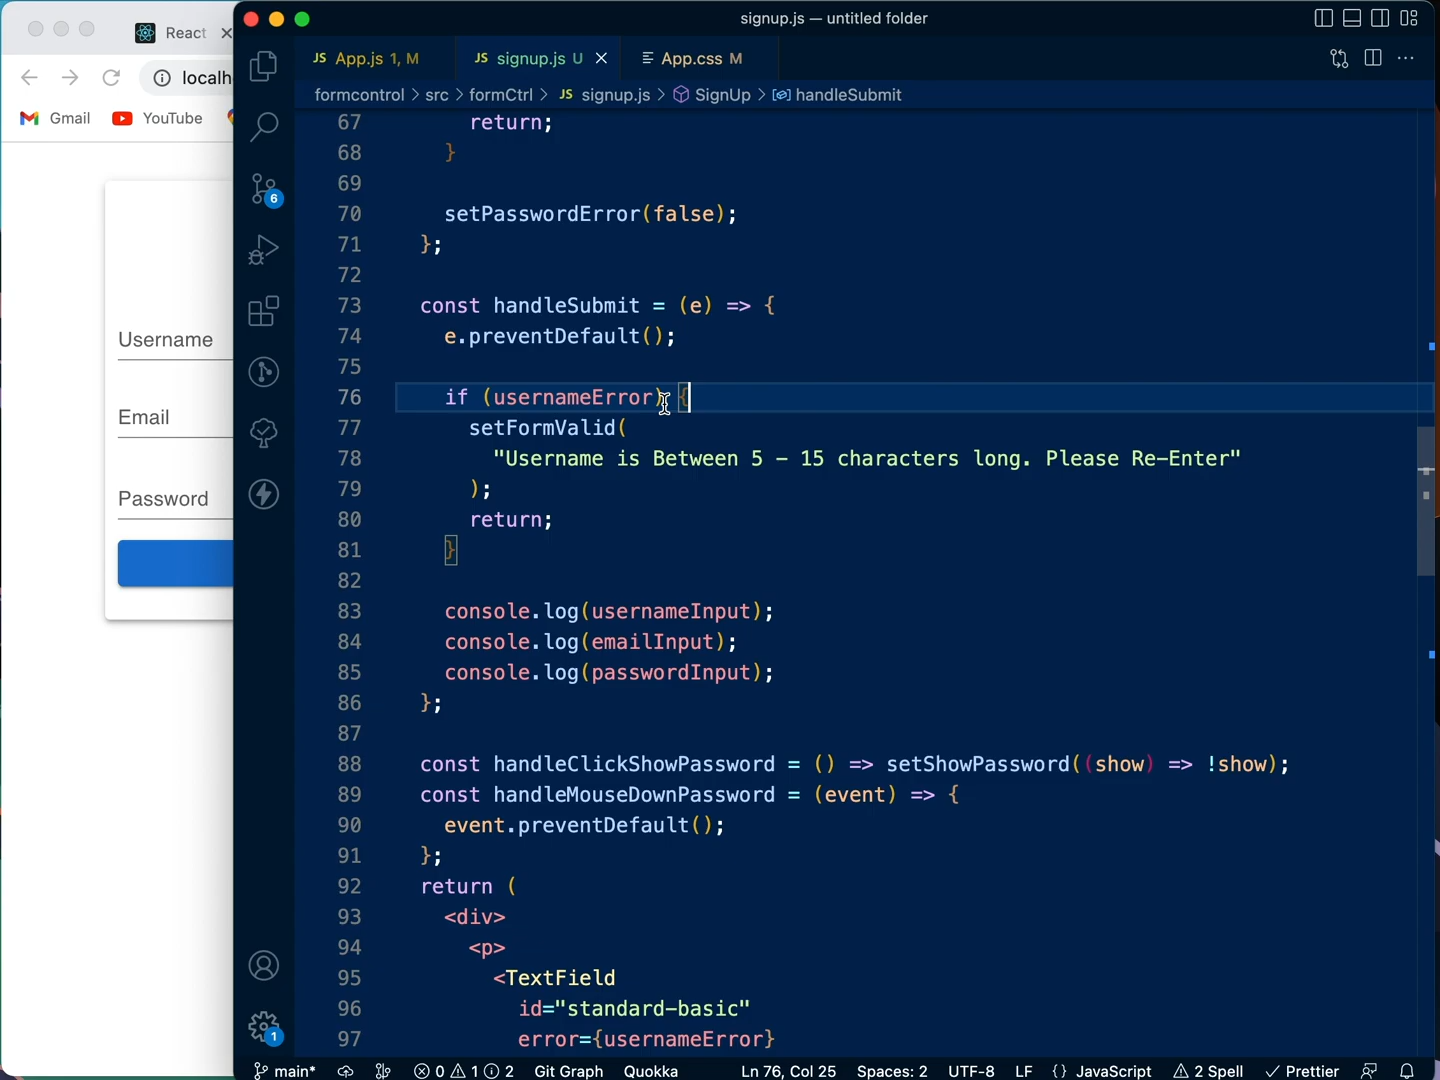 signup.js — untitled folder
React
localh
Gmail
YouTube
Username
Email
Password
JS App.js 1, M
JS signup.js U
App.css M
formcontrol > src > formCtrl > JS signup.js > SignUp > handleSubmit
67 return;
68 }
69
70 setPasswordError(false);
71 };
72
73 const handleSubmit = (e) => {
74 e.preventDefault();
75
76 if (usernameError) {
77 setFormValid(
78 "Username is Between 5 – 15 characters long. Please Re-Enter"
79 );
80 return;
81 }
82
83 console.log(usernameInput);
84 console.log(emailInput);
85 console.log(passwordInput);
86 };
87
88 const handleClickShowPassword = () => setShowPassword((show) => !show);
89 const handleMouseDownPassword = (event) => {
90 event.preventDefault();
91 };
92 return (
93 <div>
94 <p>
95 <TextField
96 id="standard-basic"
97 error={usernameError}
6
1
main* 0 1 2 Git Graph Quokka Ln 76, Col 25 Spaces: 2 UTF-8 LF {} JavaScript 2 Spell Prettier